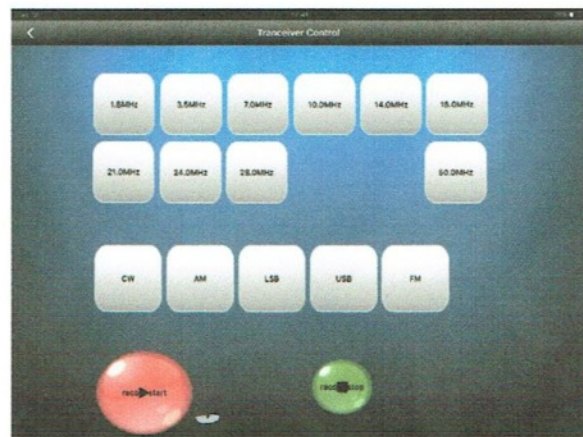 Tranceiver Control
1.8MHz 3.5MHz 7.0MHz 10.0MHz 14.0MHz 18.0MHz
21.0MHz 24.0MHz 28.0MHz 50.0MHz
CW AM LSB USB FM